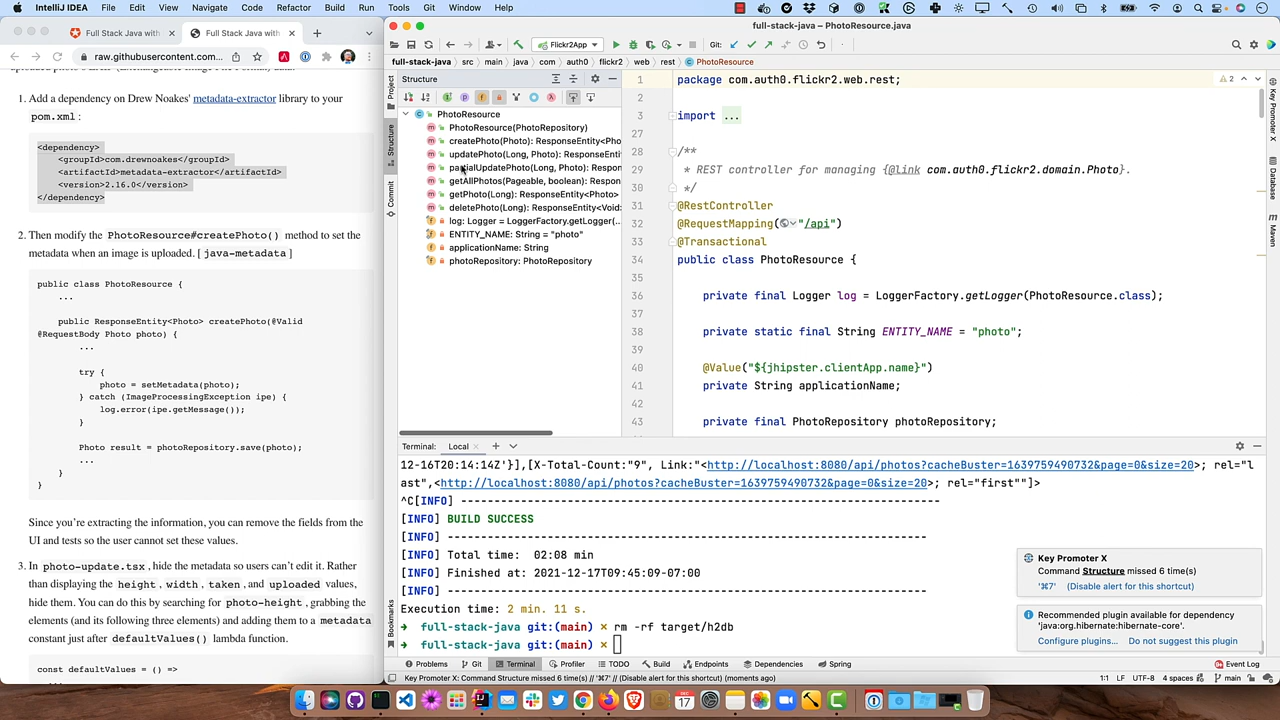 IntelliJ IDEA File Edit View Navigate Code Refactor Build Run Tools Git Window Help
Full Stack Java with
Full Stack Java with
raw.githubusercontent.com...
1. Add a dependency on Drew Noakes' metadata-extractor library to your
pom.xml:
<dependency>
<groupId>com.drewnoakes</groupId>
<artifactId>metadata-extractor</artifactId>
<version>2.16.0</version>
</dependency>
2. Then modify the PhotoResource#createPhoto() method to set the
metadata when an image is uploaded. [ java-metadata ]
public class PhotoResource {
...
public ResponseEntity<Photo> createPhoto(@Valid
@RequestBody Photo photo) {
...
try {
photo = setMetadata(photo);
} catch (ImageProcessingException ipe) {
log.error(ipe.getMessage());
}
Photo result = photoRepository.save(photo);
...
}
}
Since you're extracting the information, you can remove the fields from the
UI and tests so the user cannot set these values.
3. In photo-update.tsx, hide the metadata so users can't edit it. Rather
than displaying the height, width, taken, and uploaded values,
hide them. You can do this by searching for photo-height, grabbing the
elements (and its following three elements) and adding them to a metadata
constant just after defaultValues() lambda function.
const defaultValues = () =>
full-stack-java – PhotoResource.java
Flickr2App
Git:
full-stack-java src main java com auth0 flickr2 web rest PhotoResource
Project
Structure
Commit
Bookmarks
Structure
PhotoResource
PhotoResource(PhotoRepository)
createPhoto(Photo): ResponseEntity<Pho
updatePhoto(Long, Photo): ResponseEnti
partialUpdatePhoto(Long, Photo): Respon
getAllPhotos(Pageable, boolean): Respon
getPhoto(Long): ResponseEntity<Photo>
deletePhoto(Long): ResponseEntity<Void>
log: Logger = LoggerFactory.getLogger(...
ENTITY_NAME: String = "photo"
applicationName: String
photoRepository: PhotoRepository
1 package com.auth0.flickr2.web.rest;
2
3 import ...
27
28 /**
29 * REST controller for managing {@link com.auth0.flickr2.domain.Photo}.
30 */
31 @RestController
32 @RequestMapping("/api")
33 @Transactional
34 public class PhotoResource {
35
36 private final Logger log = LoggerFactory.getLogger(PhotoResource.class);
37
38 private static final String ENTITY_NAME = "photo";
39
40 @Value("${jhipster.clientApp.name}")
41 private String applicationName;
42
43 private final PhotoRepository photoRepository;
2
Key Promoter X
Database
Maven
Terminal: Local
12-16T20:14:14Z'}],[X-Total-Count:"9", Link:"<http://localhost:8080/api/photos?cacheBuster=1639759490732&page=0&size=20>; rel="l
ast",<http://localhost:8080/api/photos?cacheBuster=1639759490732&page=0&size=20>; rel="first""]>
^C[INFO] ------------------------------------------------------------------------
[INFO] BUILD SUCCESS
[INFO] ------------------------------------------------------------------------
[INFO] Total time: 02:08 min
[INFO] Finished at: 2021-12-17T09:45:09-07:00
[INFO] ------------------------------------------------------------------------
Execution time: 2 min. 11 s.
➜ full-stack-java git:(main) ✗ rm -rf target/h2db
➜ full-stack-java git:(main) ✗
Key Promoter X
Command Structure missed 6 time(s)
'⌘7' (Disable alert for this shortcut)
Recommended plugin available for dependency
'java:org.hibernate:hibernate-core'.
Configure plugins... Do not suggest this plugin
Problems Git Terminal Profiler TODO Build Endpoints Dependencies Spring Event Log
Key Promoter X: Command Structure missed 6 time(s) // '⌘7' // (Disable alert for this shortcut) (moments ago) 1:1 LF UTF-8 4 spaces main
DEC
17